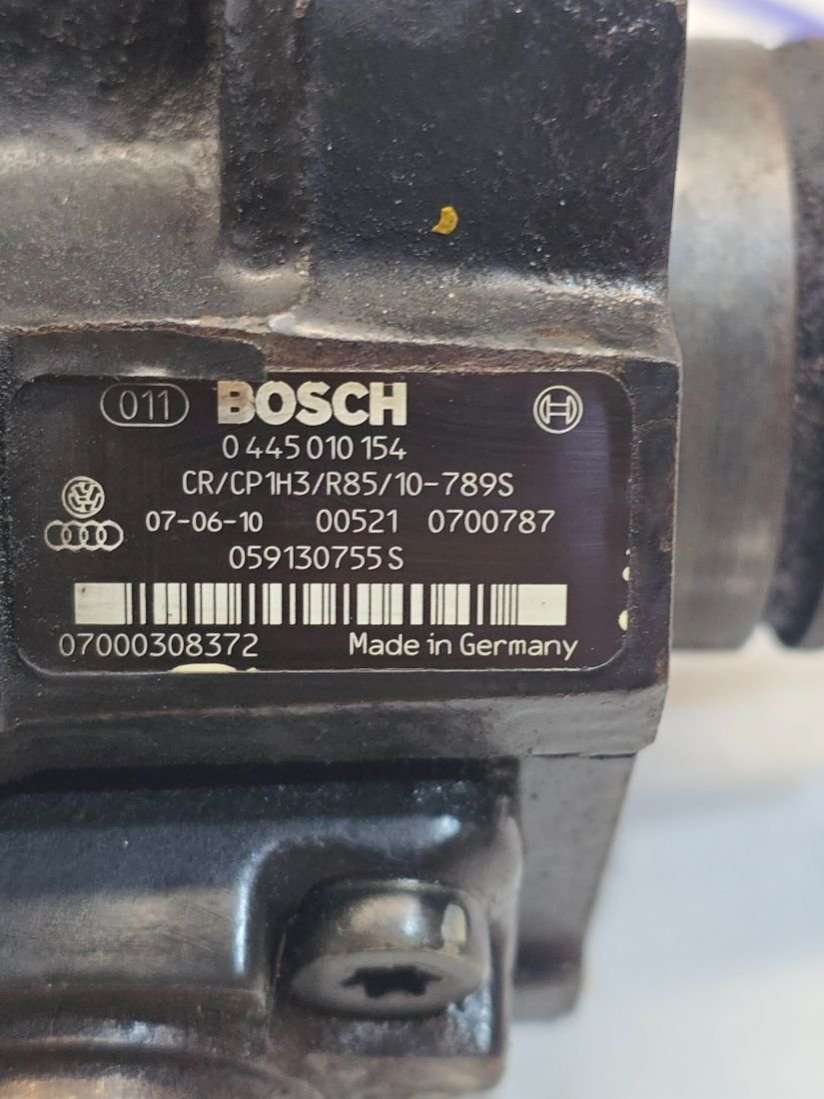 011 BOSCH
0 445 010 154
CR/CP1H3/R85/10-789S
07-06-10 00521 0700787
059130755S
07000308372 Made in Germany